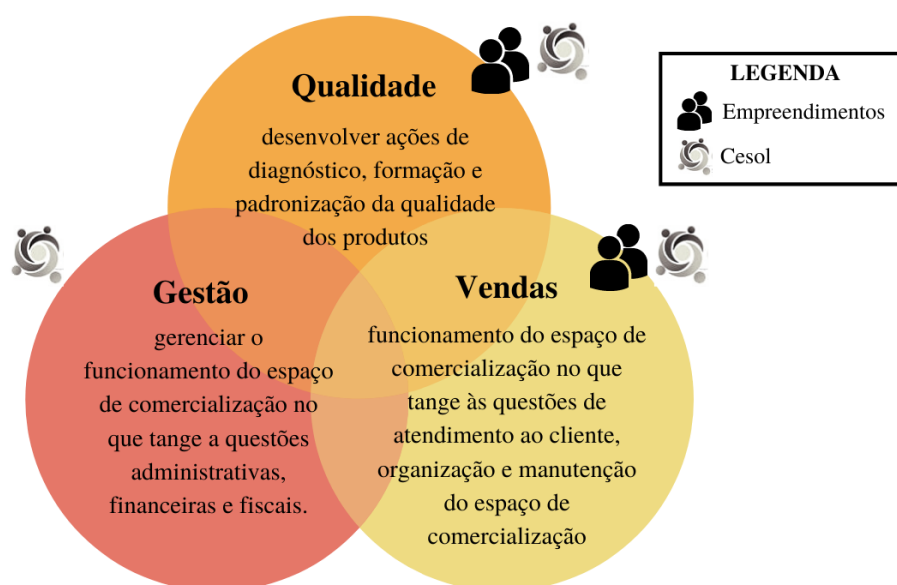 Qualidade
desenvolver ações de
diagnóstico, formação e
padronização da qualidade
dos produtos
LEGENDA
Empreendimentos
Cesol
Gestão
gerenciar o
funcionamento do espaço
de comercialização no
que tange a questões
administrativas,
financeiras e fiscais.
Vendas
funcionamento do espaço de
comercialização no que
tange às questões de
atendimento ao cliente,
organização e manutenção
do espaço de
comercialização